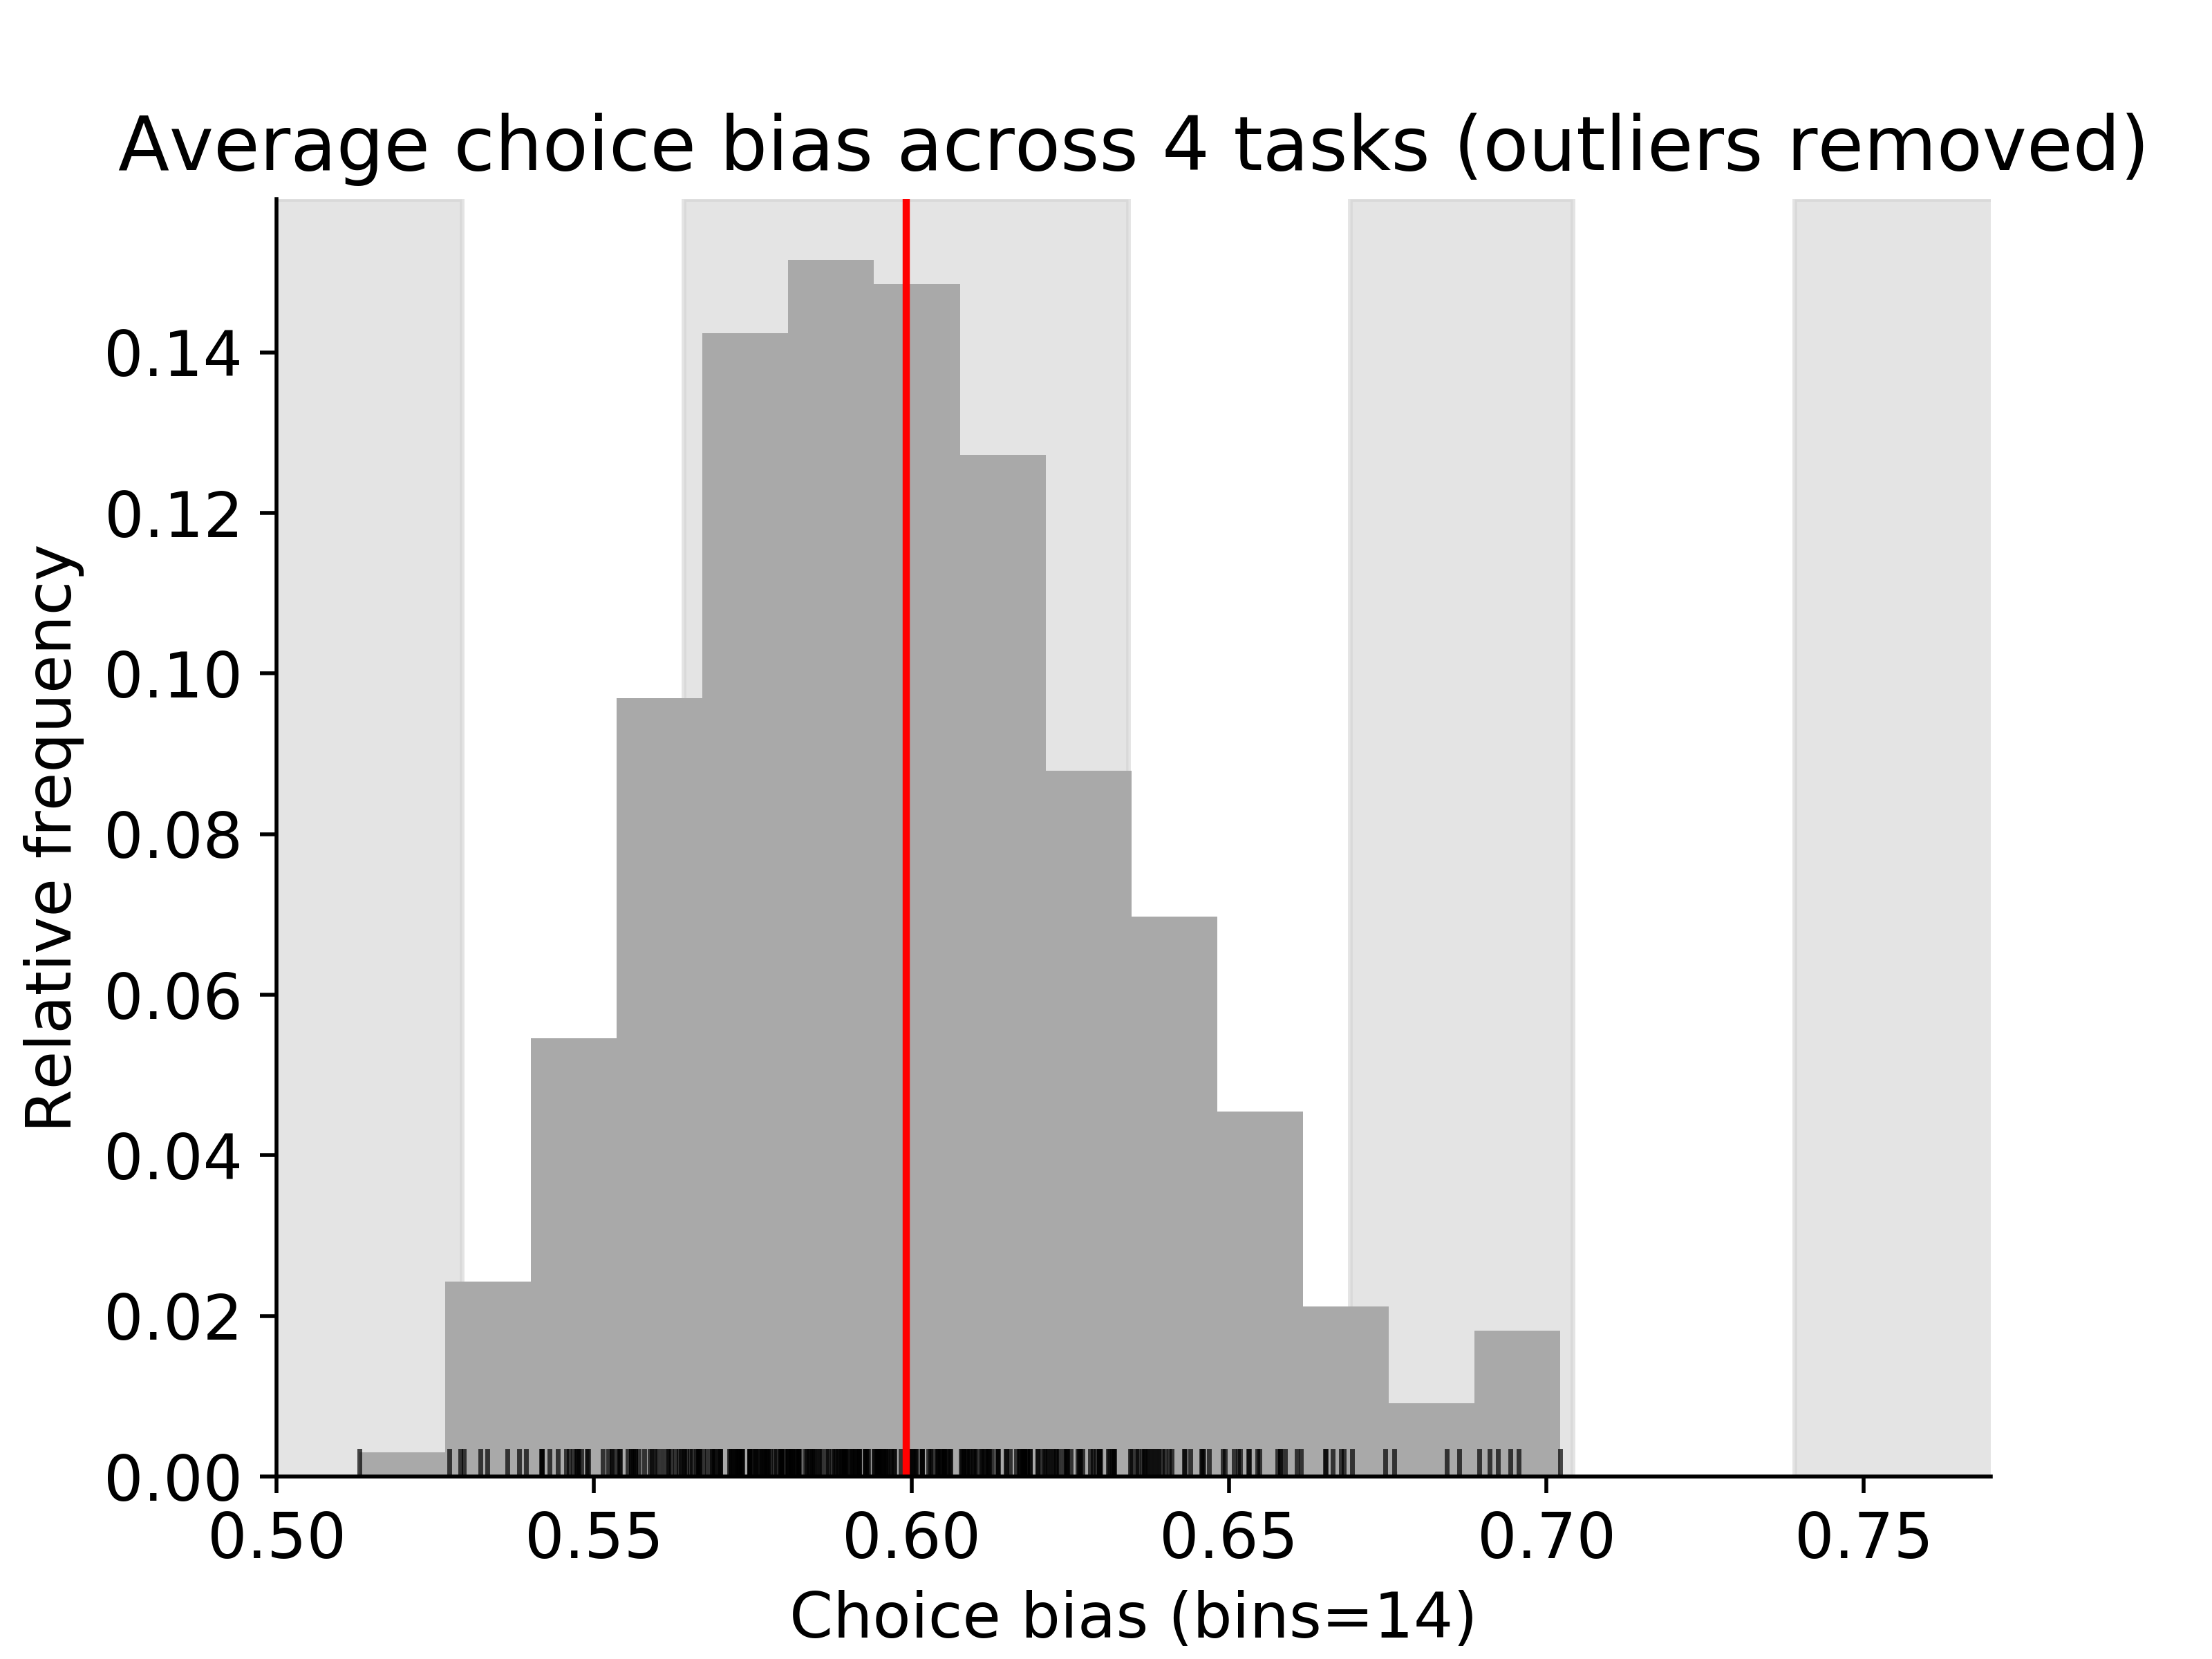 Average choice bias across 4 tasks (outliers removed)
Relative frequency
0.14
0.12
0.10
0.08
0.06
0.04
0.02
0.00
0.50 0.55 0.60 0.65 0.70 0.75
Choice bias (bins=14)